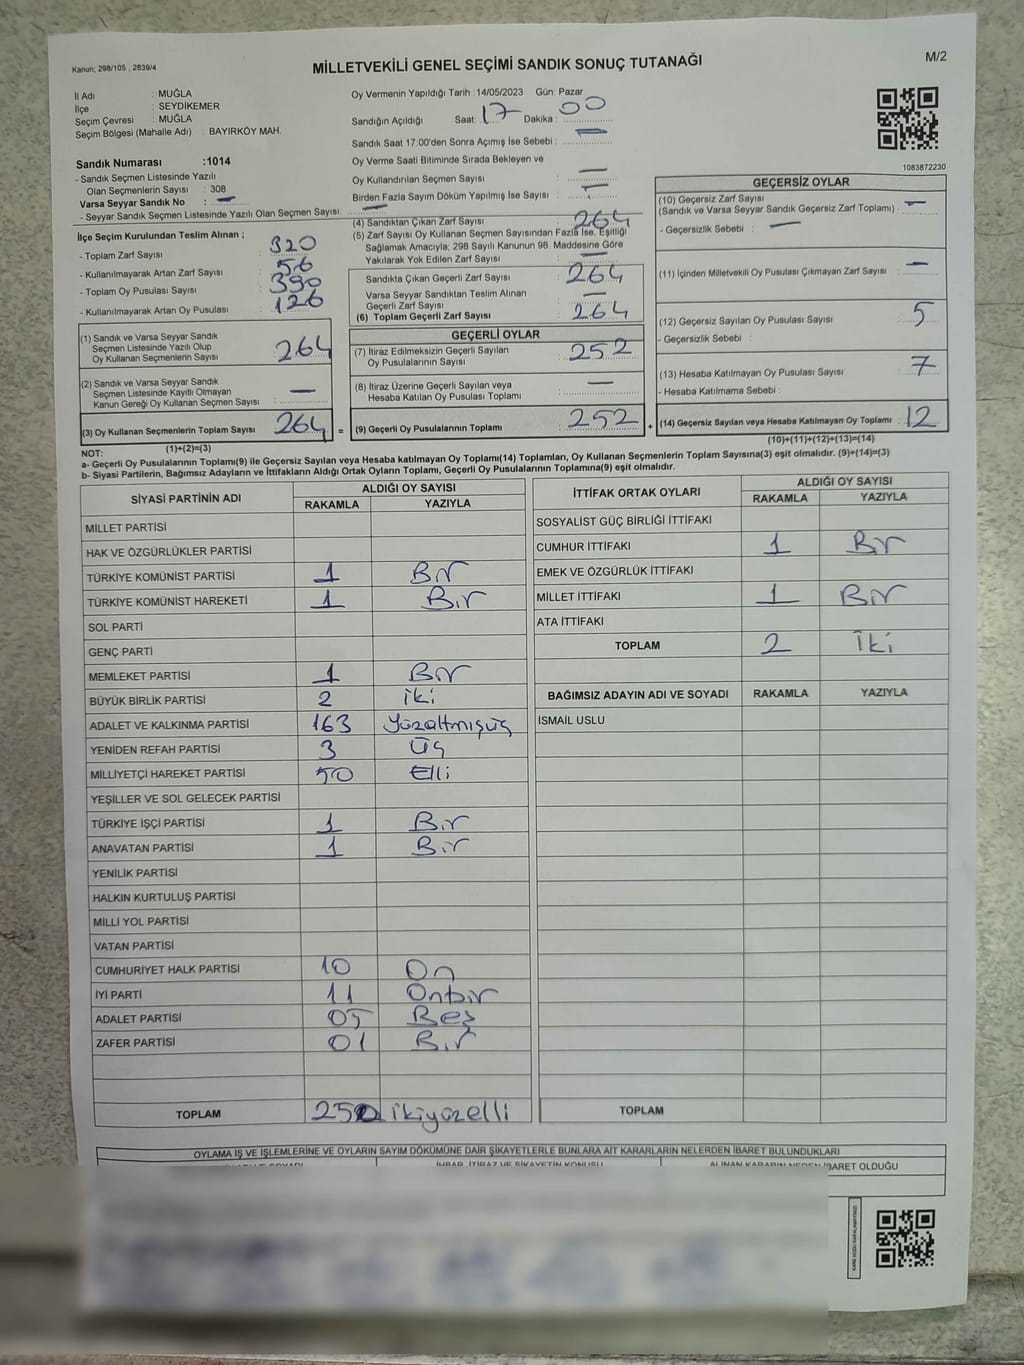 Kanun; 298/105 , 2839/4
MİLLETVEKİLİ GENEL SEÇİMİ SANDIK SONUÇ TUTANAĞI
M/2
İl Adı : MUĞLA
İlçe : SEYDİKEMER
Seçim Çevresi : MUĞLA
Seçim Bölgesi (Mahalle Adı) : BAYIRKÖY MAH.
Oy Vermenin Yapıldığı Tarih : 14/05/2023 Gün: Pazar
Sandığın Açıldığı Saat: 17 Dakika : 00
Sandık Saat 17:00'den Sonra Açımış İse Sebebi : —
Oy Verme Saati Bitiminde Sırada Bekleyen ve
Oy Kullandırılan Seçmen Sayısı : —
Birden Fazla Sayım Döküm Yapılmış İse Sayısı : —
1083872230
Sandık Numarası :1014
- Sandık Seçmen Listesinde Yazılı
Olan Seçmenlerin Sayısı : 308
Varsa Seyyar Sandık No : —
- Seyyar Sandık Seçmen Listesinde Yazılı Olan Seçmen Sayısı: —
İlçe Seçim Kurulundan Teslim Alınan ;
- Toplam Zarf Sayısı : 320
- Kullanılmayarak Artan Zarf Sayısı : 56
- Toplam Oy Pusulası Sayısı : 390
- Kullanılmayarak Artan Oy Pusulası : 126
(1) Sandık ve Varsa Seyyar Sandık
Seçmen Listesinde Yazılı Olup
Oy Kullanan Seçmenlerin Sayısı : 264
(2) Sandık ve Varsa Seyyar Sandık
Seçmen Listesinde Kayıtlı Olmayan
Kanun Gereği Oy Kullanan Seçmen Sayısı : —
(3) Oy Kullanan Seçmenlerin Toplam Sayısı : 264 =
(1)+(2)=(3)
(4) Sandıktan Çıkan Zarf Sayısı : 264
(5) Zarf Sayısı Oy Kullanan Seçmen Sayısından Fazla İse, Eşitliği
Sağlamak Amacıyla; 298 Sayılı Kanunun 98. Maddesine Göre
Yakılarak Yok Edilen Zarf Sayısı : —
Sandıkta Çıkan Geçerli Zarf Sayısı : 264
Varsa Seyyar Sandıktan Teslim Alınan
Geçerli Zarf Sayısı : —
(6) Toplam Geçerli Zarf Sayısı : 264
GEÇERLİ OYLAR
(7) İtiraz Edilmeksizin Geçerli Sayılan
Oy Pusulalarının Sayısı : 252
(8) İtiraz Üzerine Geçerli Sayılan veya
Hesaba Katılan Oy Pusulası Toplamı : —
(9) Geçerli Oy Pusulalarının Toplamı : 252 +
GEÇERSİZ OYLAR
(10) Geçersiz Zarf Sayısı
(Sandık ve Varsa Seyyar Sandık Geçersiz Zarf Toplamı) : —
- Geçersizlik Sebebi : —
(11) İçinden Milletvekili Oy Pusulası Çıkmayan Zarf Sayısı : —
(12) Geçersiz Sayılan Oy Pusulası Sayısı : 5
- Geçersizlik Sebebi :
(13) Hesaba Katılmayan Oy Pusulası Sayısı : 7
- Hesaba Katılmama Sebebi :
(14) Geçersiz Sayılan veya Hesaba Katılmayan Oy Toplamı : 12
(10)+(11)+(12)+(13)=(14)
NOT:
a- Geçerli Oy Pusulalarının Toplamı(9) ile Geçersiz Sayılan veya Hesaba katılmayan Oy Toplamı(14) Toplamları, Oy Kullanan Seçmenlerin Toplam Sayısına(3) eşit olmalıdır. (9)+(14)=(3)
b- Siyasi Partilerin, Bağımsız Adayların ve İttifakların Aldığı Ortak Oyların Toplamı, Geçerli Oy Pusulalarının Toplamına(9) eşit olmalıdır.
SİYASİ PARTİNİN ADI ALDIĞI OY SAYISI
RAKAMLA YAZIYLA
MİLLET PARTİSİ
HAK VE ÖZGÜRLÜKLER PARTİSİ
TÜRKİYE KOMÜNİST PARTİSİ 1 Bir
TÜRKİYE KOMÜNİST HAREKETİ 1 Bir
SOL PARTİ
GENÇ PARTİ
MEMLEKET PARTİSİ 1 Bir
BÜYÜK BİRLİK PARTİSİ 2 iki
ADALET VE KALKINMA PARTİSİ 163 Yüzaltmışüç
YENİDEN REFAH PARTİSİ 3 Üç
MİLLİYETÇİ HAREKET PARTİSİ 50 Elli
YEŞİLLER VE SOL GELECEK PARTİSİ
TÜRKİYE İŞÇİ PARTİSİ 1 Bir
ANAVATAN PARTİSİ 1 Bir
YENİLİK PARTİSİ
HALKIN KURTULUŞ PARTİSİ
MİLLİ YOL PARTİSİ
VATAN PARTİSİ
CUMHURİYET HALK PARTİSİ 10 On
İYİ PARTİ 11 Onbir
ADALET PARTİSİ 05 Beş
ZAFER PARTİSİ 01 Bir
TOPLAM 250 ikiyüzelli
İTTİFAK ORTAK OYLARI ALDIĞI OY SAYISI
RAKAMLA YAZIYLA
SOSYALİST GÜÇ BİRLİĞİ İTTİFAKI
CUMHUR İTTİFAKI 1 Bir
EMEK VE ÖZGÜRLÜK İTTİFAKI
MİLLET İTTİFAKI 1 Bir
ATA İTTİFAKI
TOPLAM 2 İki
BAĞIMSIZ ADAYIN ADI VE SOYADI RAKAMLA YAZIYLA
İSMAİL USLU
TOPLAM
OYLAMA İŞ VE İŞLEMLERİNE VE OYLARIN SAYIM DÖKÜMÜNE DAİR ŞİKAYETLERLE BUNLARA AİT KARARLARIN NELERDEN İBARET BULUNDUKLARI
İHBAR, İTİRAZ VE ŞİKAYETİN KONUSU
ALINAN KARARIN NEDEN İBARET OLDUĞU